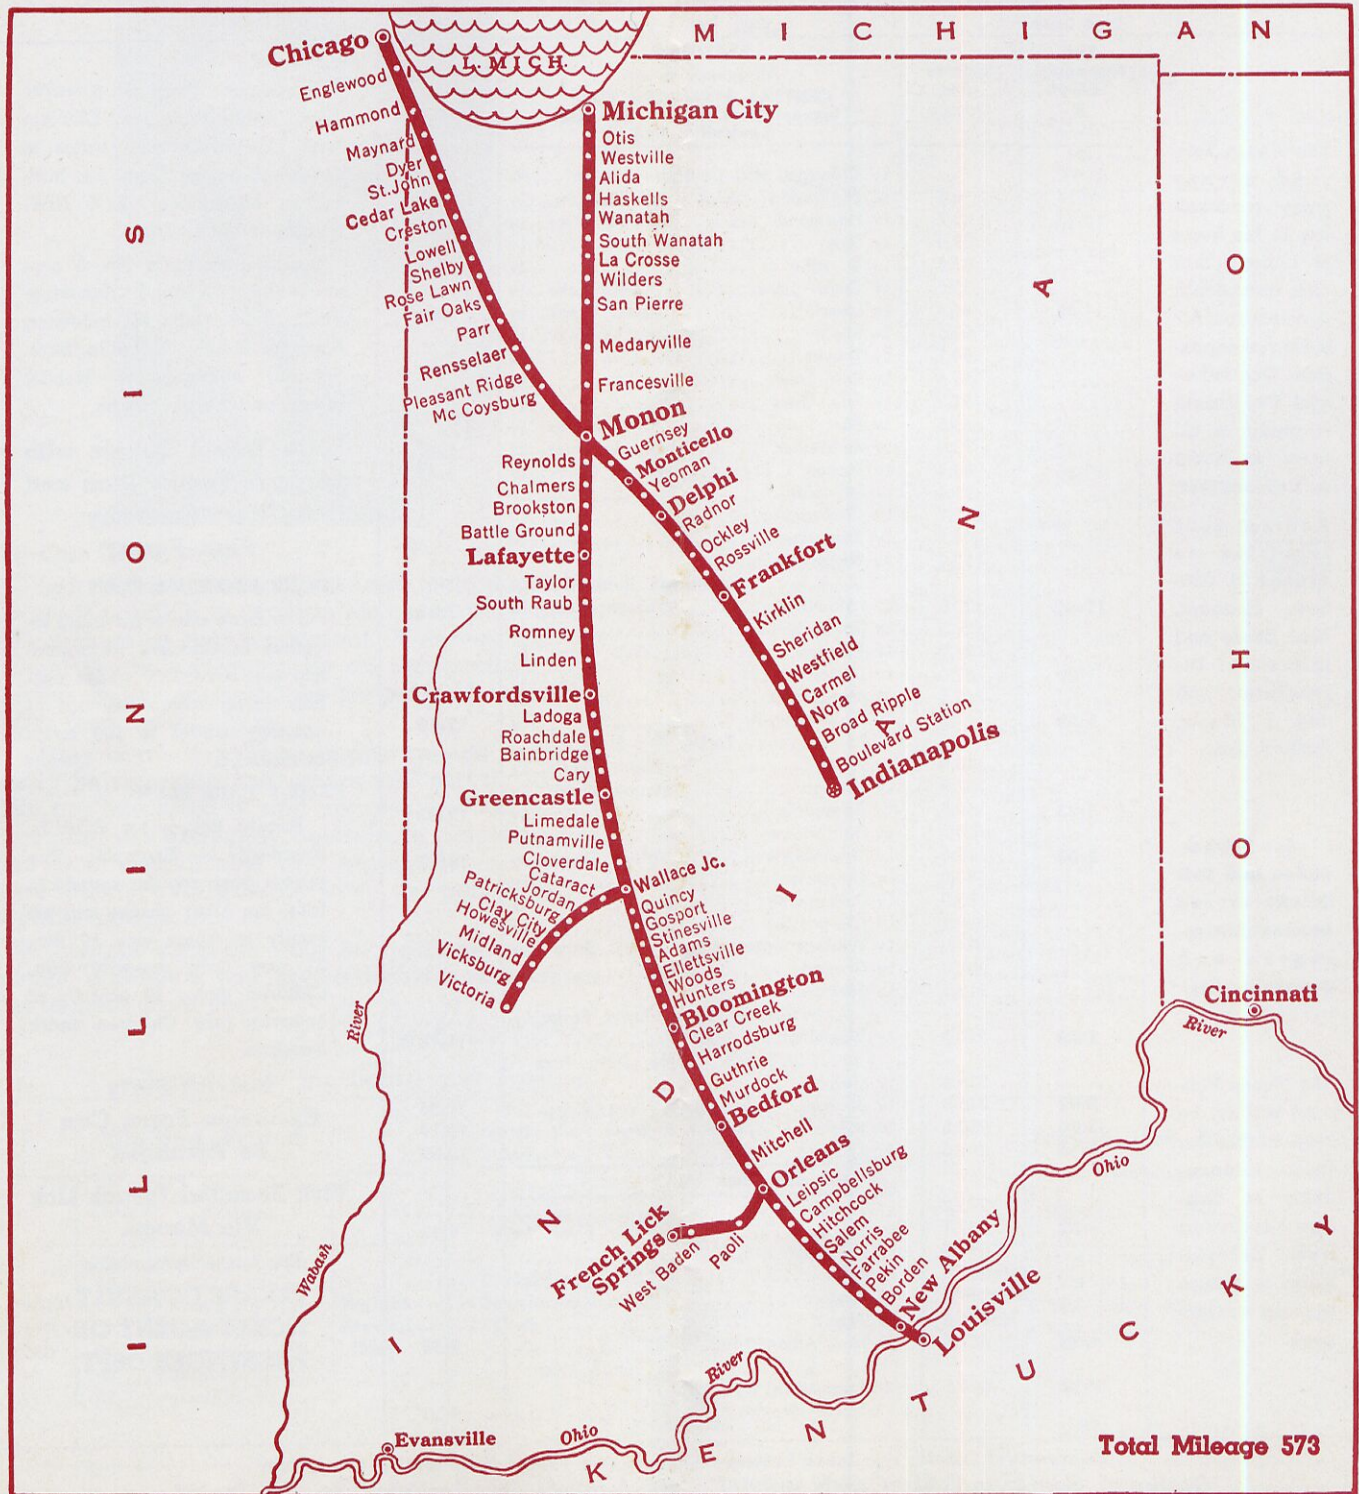 MICHIGAN
L. MICH.
Chicago
Englewood
Hammond
Maynard
Dyer
St. John
Cedar Lake
Creston
Lowell
Shelby
Rose Lawn
Fair Oaks
Parr
Rensselaer
Pleasant Ridge
Mc Coysburg
Michigan City
Otis
Westville
Alida
Haskells
Wanatah
South Wanatah
La Crosse
Wilders
San Pierre
Medaryville
Francesville
Monon
Guernsey
Monticello
Yeoman
Delphi
Radnor
Ockley
Rossville
Frankfort
Kirklin
Sheridan
Westfield
Carmel
Nora
Broad Ripple
Boulevard Station
Indianapolis
Reynolds
Chalmers
Brookston
Battle Ground
Lafayette
Taylor
South Raub
Romney
Linden
Crawfordsville
Ladoga
Roachdale
Bainbridge
Cary
Greencastle
Limedale
Putnamville
Cloverdale
Wallace Jc.
Cataract
Jordan
Patricksburg
Clay City
Howesville
Midland
Vicksburg
Victoria
Quincy
Gosport
Stinesville
Adams
Ellettsville
Woods
Hunters
Bloomington
Clear Creek
Harrodsburg
Guthrie
Murdock
Bedford
Mitchell
Orleans
Paoli
West Baden
French Lick
Springs
Leipsic
Campbellsburg
Hitchcock
Salem
Norris
Farrabee
Pekin
Borden
New Albany
Louisville
ILLINOIS
INDIANA
OHIO
KENTUCKY
Cincinnati
River
Ohio
River
Wabash
River
Ohio
Evansville
Total Mileage 573